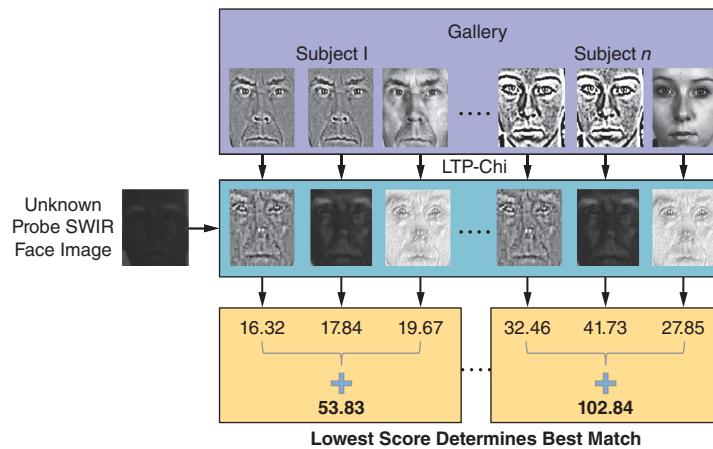 Gallery
Subject I
Subject n
....
LTP-Chi
Unknown
Probe SWIR
Face Image
....
16.32 17.84 19.67
32.46 41.73 27.85
+
+
....
53.83
102.84
Lowest Score Determines Best Match